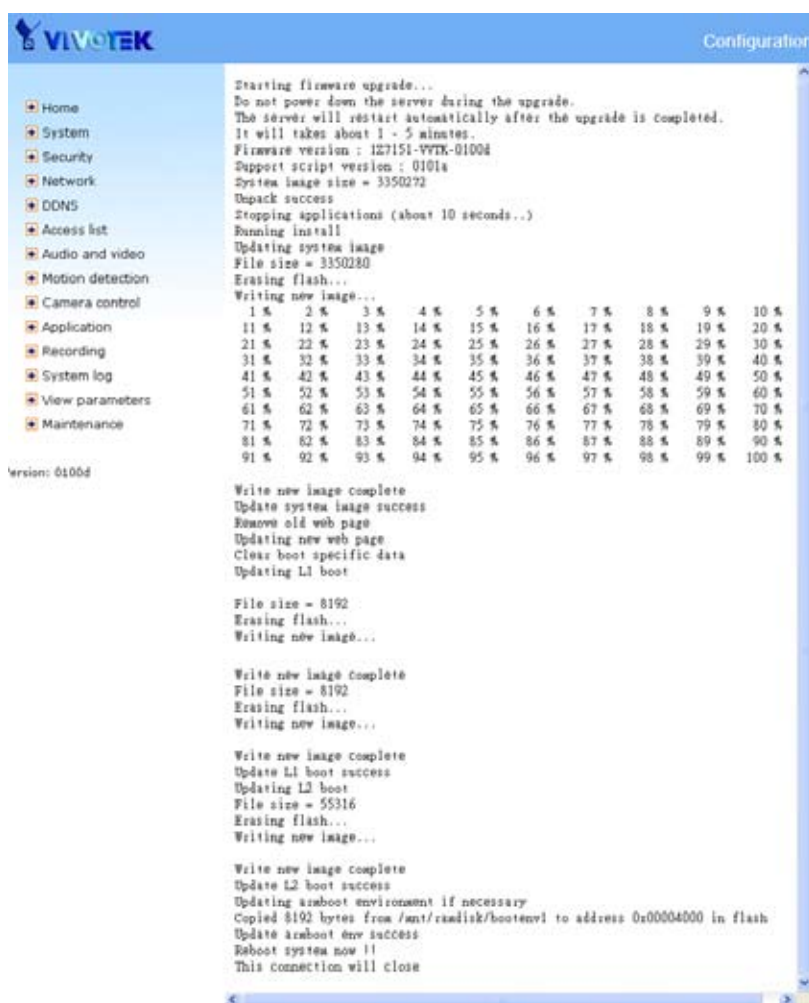 VIVOTEK
Configuration
Home
System
Security
Network
DDNS
Access list
Audio and video
Motion detection
Camera control
Application
Recording
System log
View parameters
Maintenance
ersion: 0100d
Starting firmware upgrade...
Do not power down the server during the upgrade.
The server will restart automatically after the upgrade is completed.
It will takes about 1 - 5 minutes.
Firmware version : IZ7151-VVTK-0100d
Support script version : 0101a
System image size = 3350272
Unpack success
Stopping applications (about 10 seconds..)
Running install
Updating system image
File size = 3350280
Erasing flash...
Writing new image...
1 % 2 % 3 % 4 % 5 % 6 % 7 % 8 % 9 % 10 %
11 % 12 % 13 % 14 % 15 % 16 % 17 % 18 % 19 % 20 %
21 % 22 % 23 % 24 % 25 % 26 % 27 % 28 % 29 % 30 %
31 % 32 % 33 % 34 % 35 % 36 % 37 % 38 % 39 % 40 %
41 % 42 % 43 % 44 % 45 % 46 % 47 % 48 % 49 % 50 %
51 % 52 % 53 % 54 % 55 % 56 % 57 % 58 % 59 % 60 %
61 % 62 % 63 % 64 % 65 % 66 % 67 % 68 % 69 % 70 %
71 % 72 % 73 % 74 % 75 % 76 % 77 % 78 % 79 % 80 %
81 % 82 % 83 % 84 % 85 % 86 % 87 % 88 % 89 % 90 %
91 % 92 % 93 % 94 % 95 % 96 % 97 % 98 % 99 % 100 %
Write new image complete
Update system image success
Remove old web page
Updating new web page
Clear boot specific data
Updating L1 boot
File size = 8192
Erasing flash...
Writing new image...
Write new image complete
File size = 8192
Erasing flash...
Writing new image...
Write new image complete
Update L1 boot success
Updating L2 boot
File size = 55316
Erasing flash...
Writing new image...
Write new image complete
Update L2 boot success
Updating armboot environment if necessary
Copied 8192 bytes from /mnt/ramdisk/bootenv1 to address 0x00004000 in flash
Update armboot env success
Reboot system now !!
This connection will close